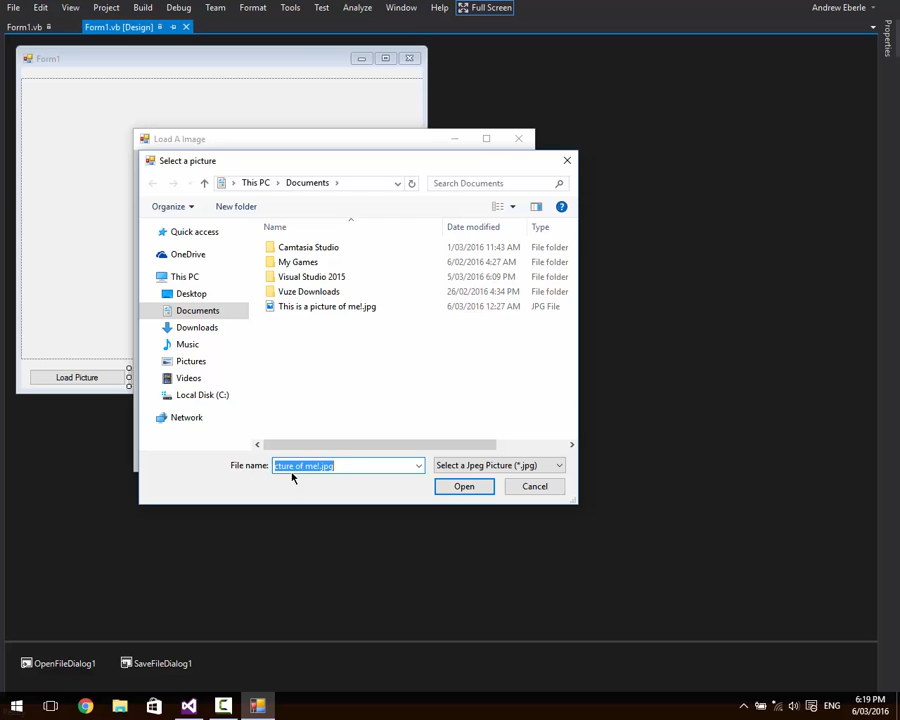 File Edit View Project Build Debug Team Format Tools Test Analyze Window Help Full Screen Andrew Eberle
Form1.vb Form1.vb [Design]
Properties
Form1
Load A Image
Select a picture
This PC Documents Search Documents
Organize New folder
Name Date modified Type
Quick access
OneDrive
This PC
Desktop
Documents
Downloads
Music
Pictures
Videos
Local Disk (C:)
Network
Camtasia Studio 1/03/2016 11:43 AM File folder
My Games 6/02/2016 4:27 AM File folder
Visual Studio 2015 5/03/2016 6:09 PM File folder
Vuze Downloads 26/02/2016 4:34 PM File folder
This is a picture of me!.jpg 6/03/2016 12:27 AM JPG File
Load Picture
File name: cture of me!.jpg Select a Jpeg Picture (*.jpg)
Open Cancel
OpenFileDialog1 SaveFileDialog1
ENG 6:19 PM
6/03/2016